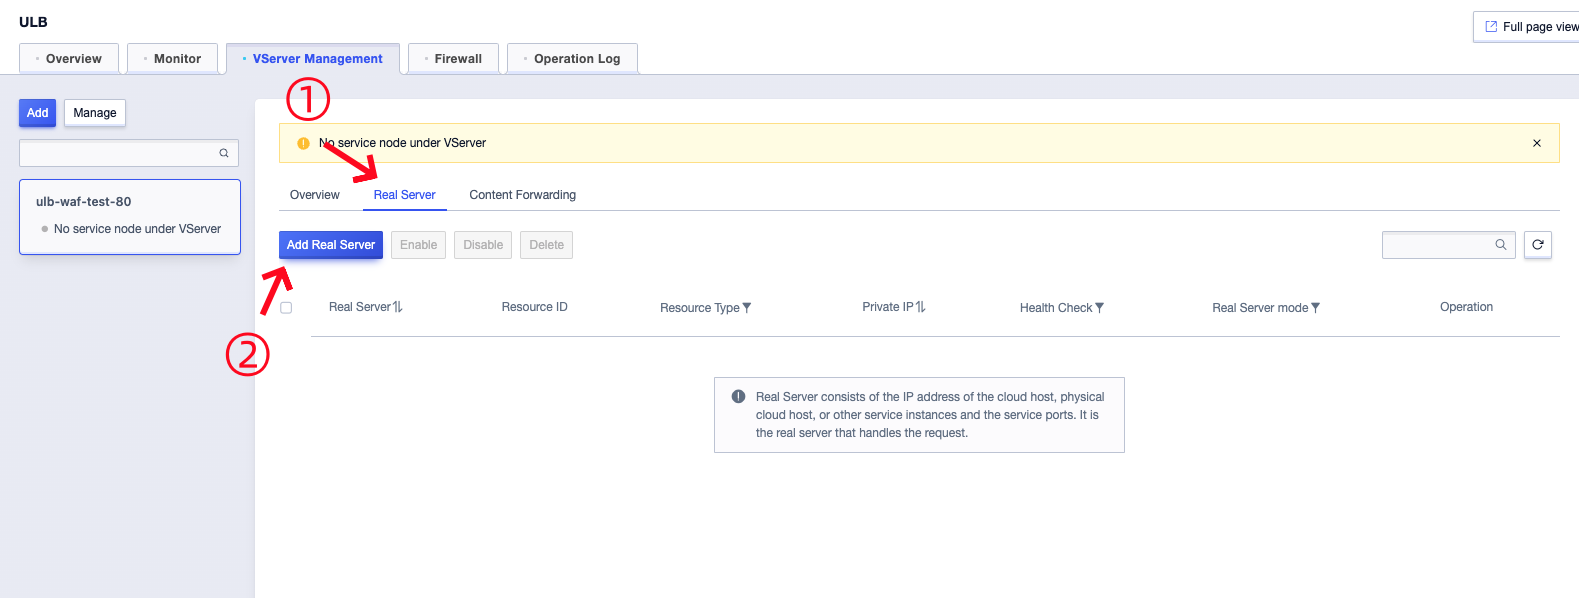 ULB
Full page view
Overview
Monitor
VServer Management
Firewall
Operation Log
Add
Manage
①
No service node under VServer
ulb-waf-test-80
No service node under VServer
Overview
Real Server
Content Forwarding
Add Real Server
Enable
Disable
Delete
②
Real Server
Resource ID
Resource Type
Private IP
Health Check
Real Server mode
Operation
Real Server consists of the IP address of the cloud host, physical
cloud host, or other service instances and the service ports. It is
the real server that handles the request.